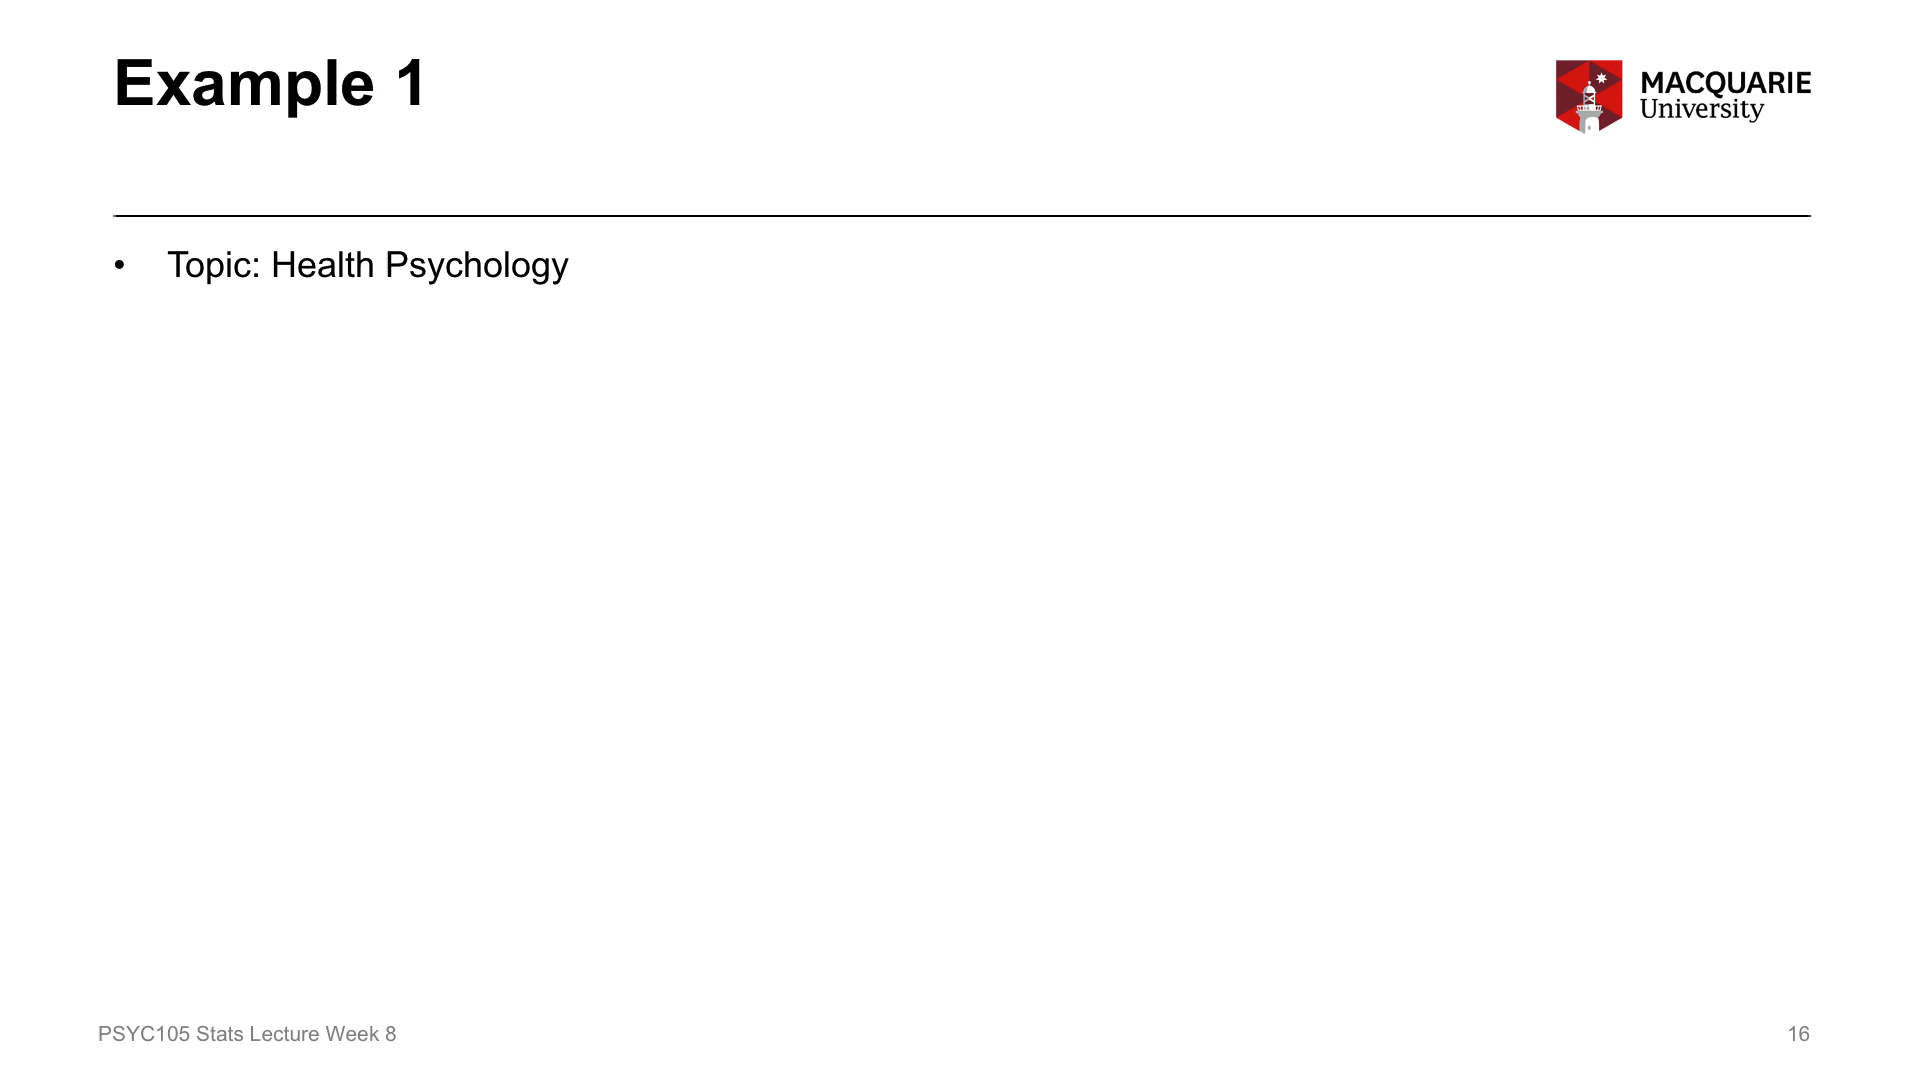 Example 1
MACQUARIE
University
• Topic: Health Psychology
PSYC105 Stats Lecture Week 8
16